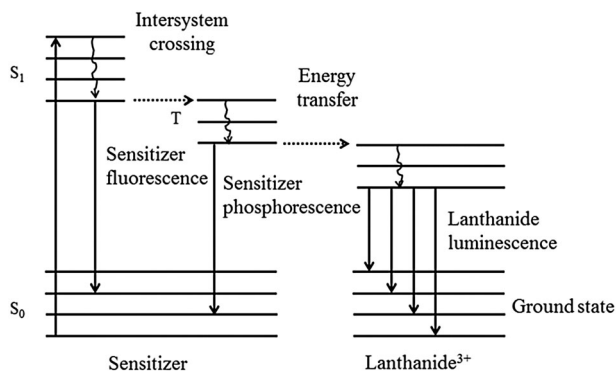 Intersystem
crossing
S1
Energy
transfer
T
Sensitizer
fluorescence
Sensitizer
phosphorescence
Lanthanide
luminescence
S0
Ground state
Sensitizer
Lanthanide3+